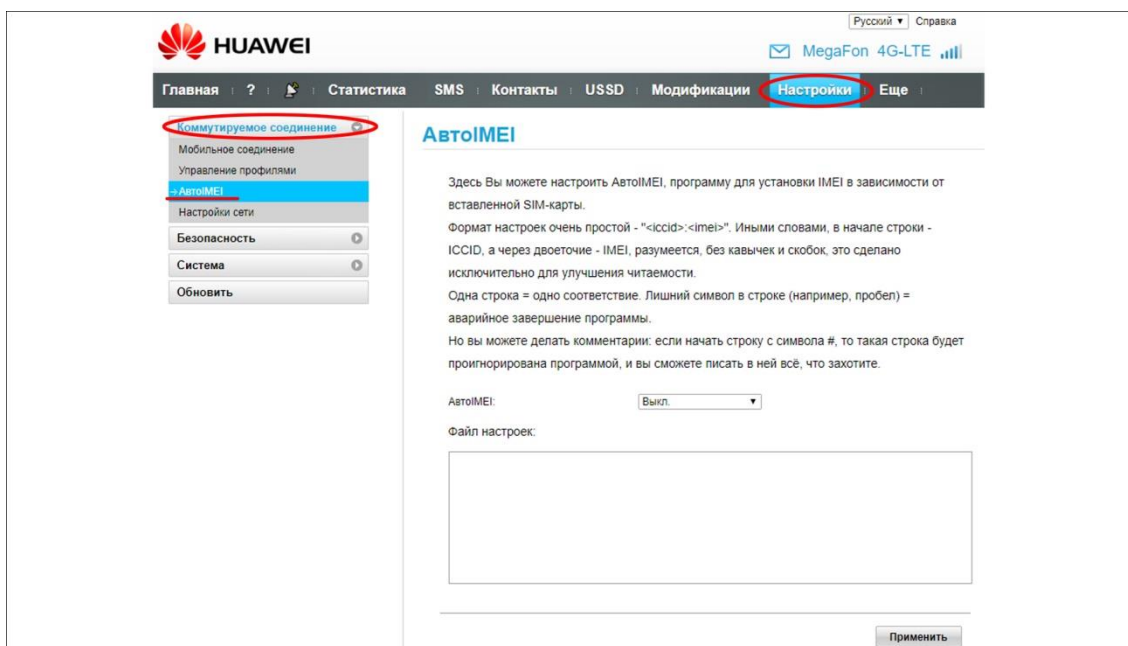 Русский Справка
HUAWEI
MegaFon 4G-LTE
Главная ? Статистика SMS Контакты USSD Модификации Настройки Еще
Коммутируемое соединение
Мобильное соединение
Управление профилями
АвтоIMEI
Настройки сети
Безопасность
Система
Обновить
АвтоIMEI
Здесь Вы можете настроить АвтоIMEI, программу для установки IMEI в зависимости от
вставленной SIM-карты.
Формат настроек очень простой - "<iccid>:<imei>". Иными словами, в начале строки -
ICCID, а через двоеточие - IMEI, разумеется, без кавычек и скобок, это сделано
исключительно для улучшения читаемости.
Одна строка = одно соответствие. Лишний символ в строке (например, пробел) =
аварийное завершение программы.
Но вы можете делать комментарии: если начать строку с символа #, то такая строка будет
проигнорирована программой, и вы сможете писать в ней всё, что захотите.
АвтоIMEI: Выкл.
Файл настроек:
Применить